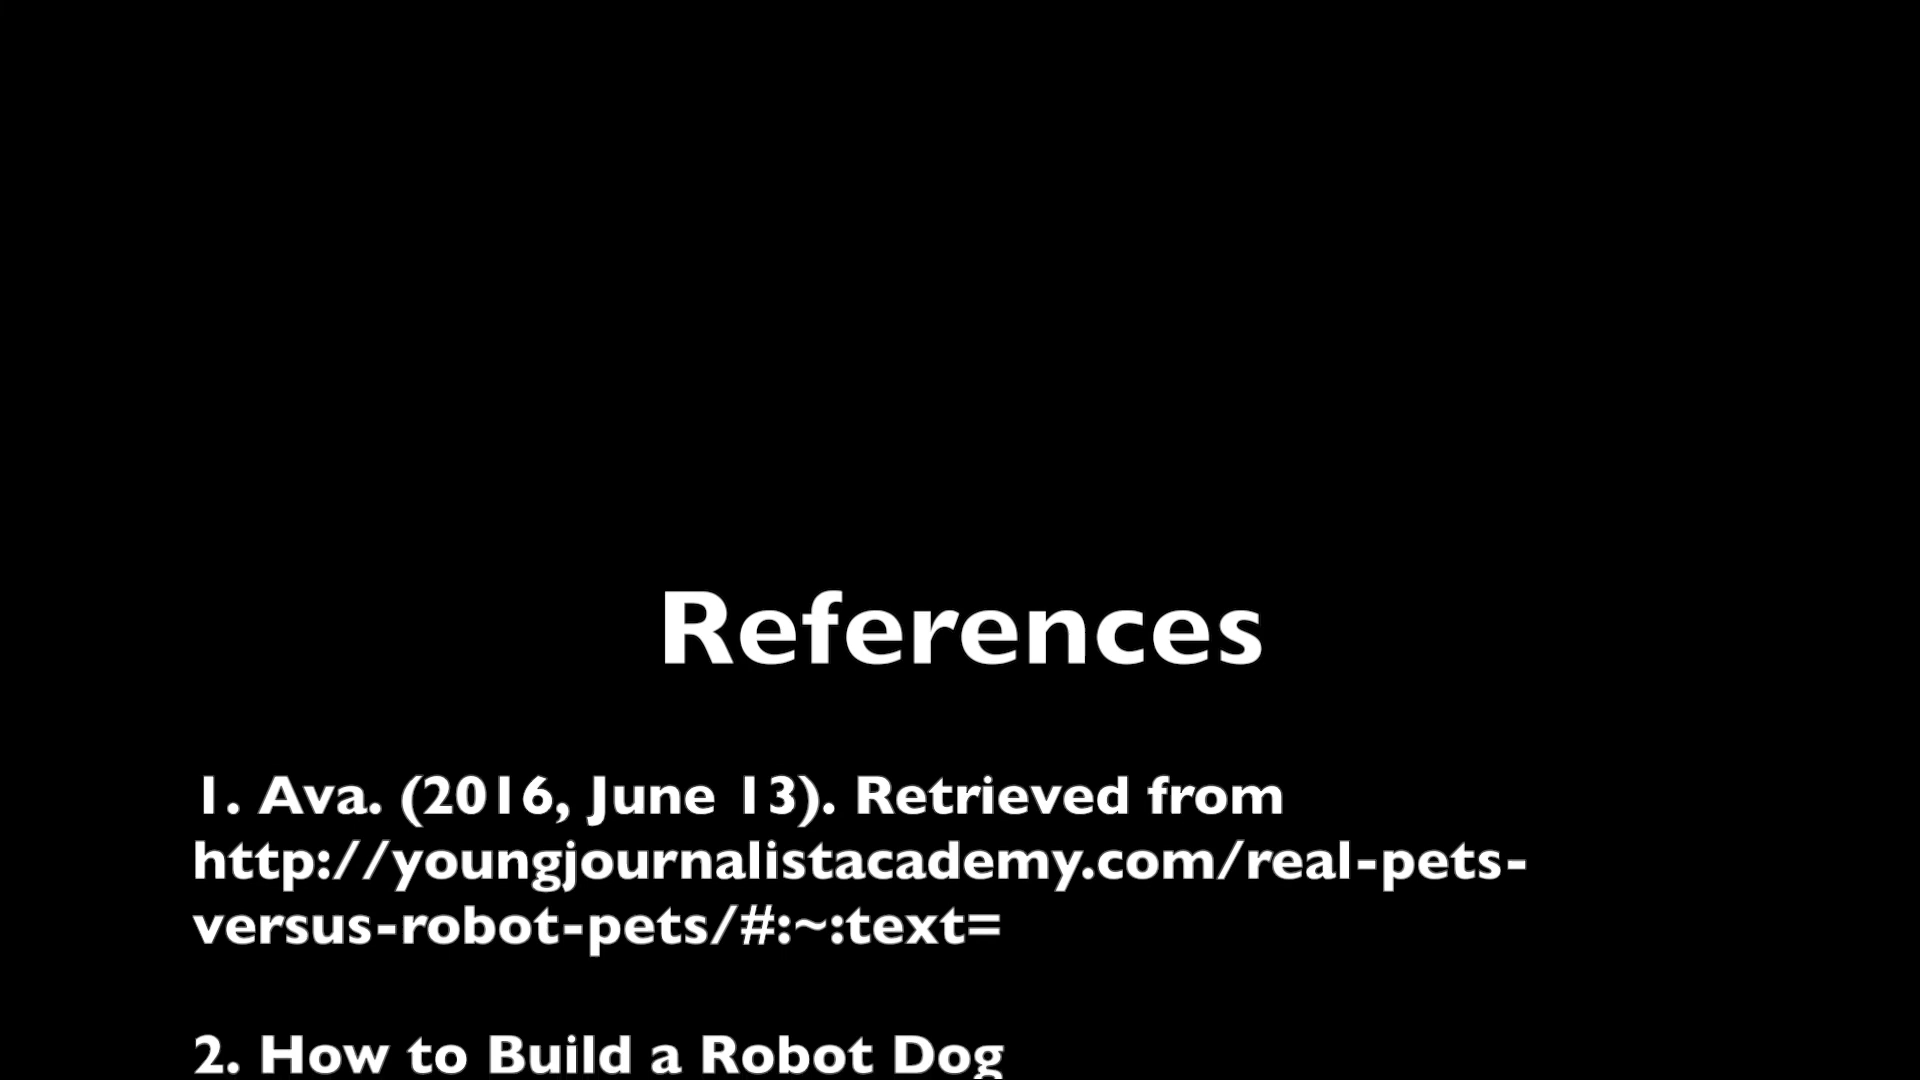 References
1. Ava. (2016, June 13). Retrieved from
http://youngjournalistacademy.com/real-pets-
versus-robot-pets/#:~:text=
2. How to Build a Robot Dog